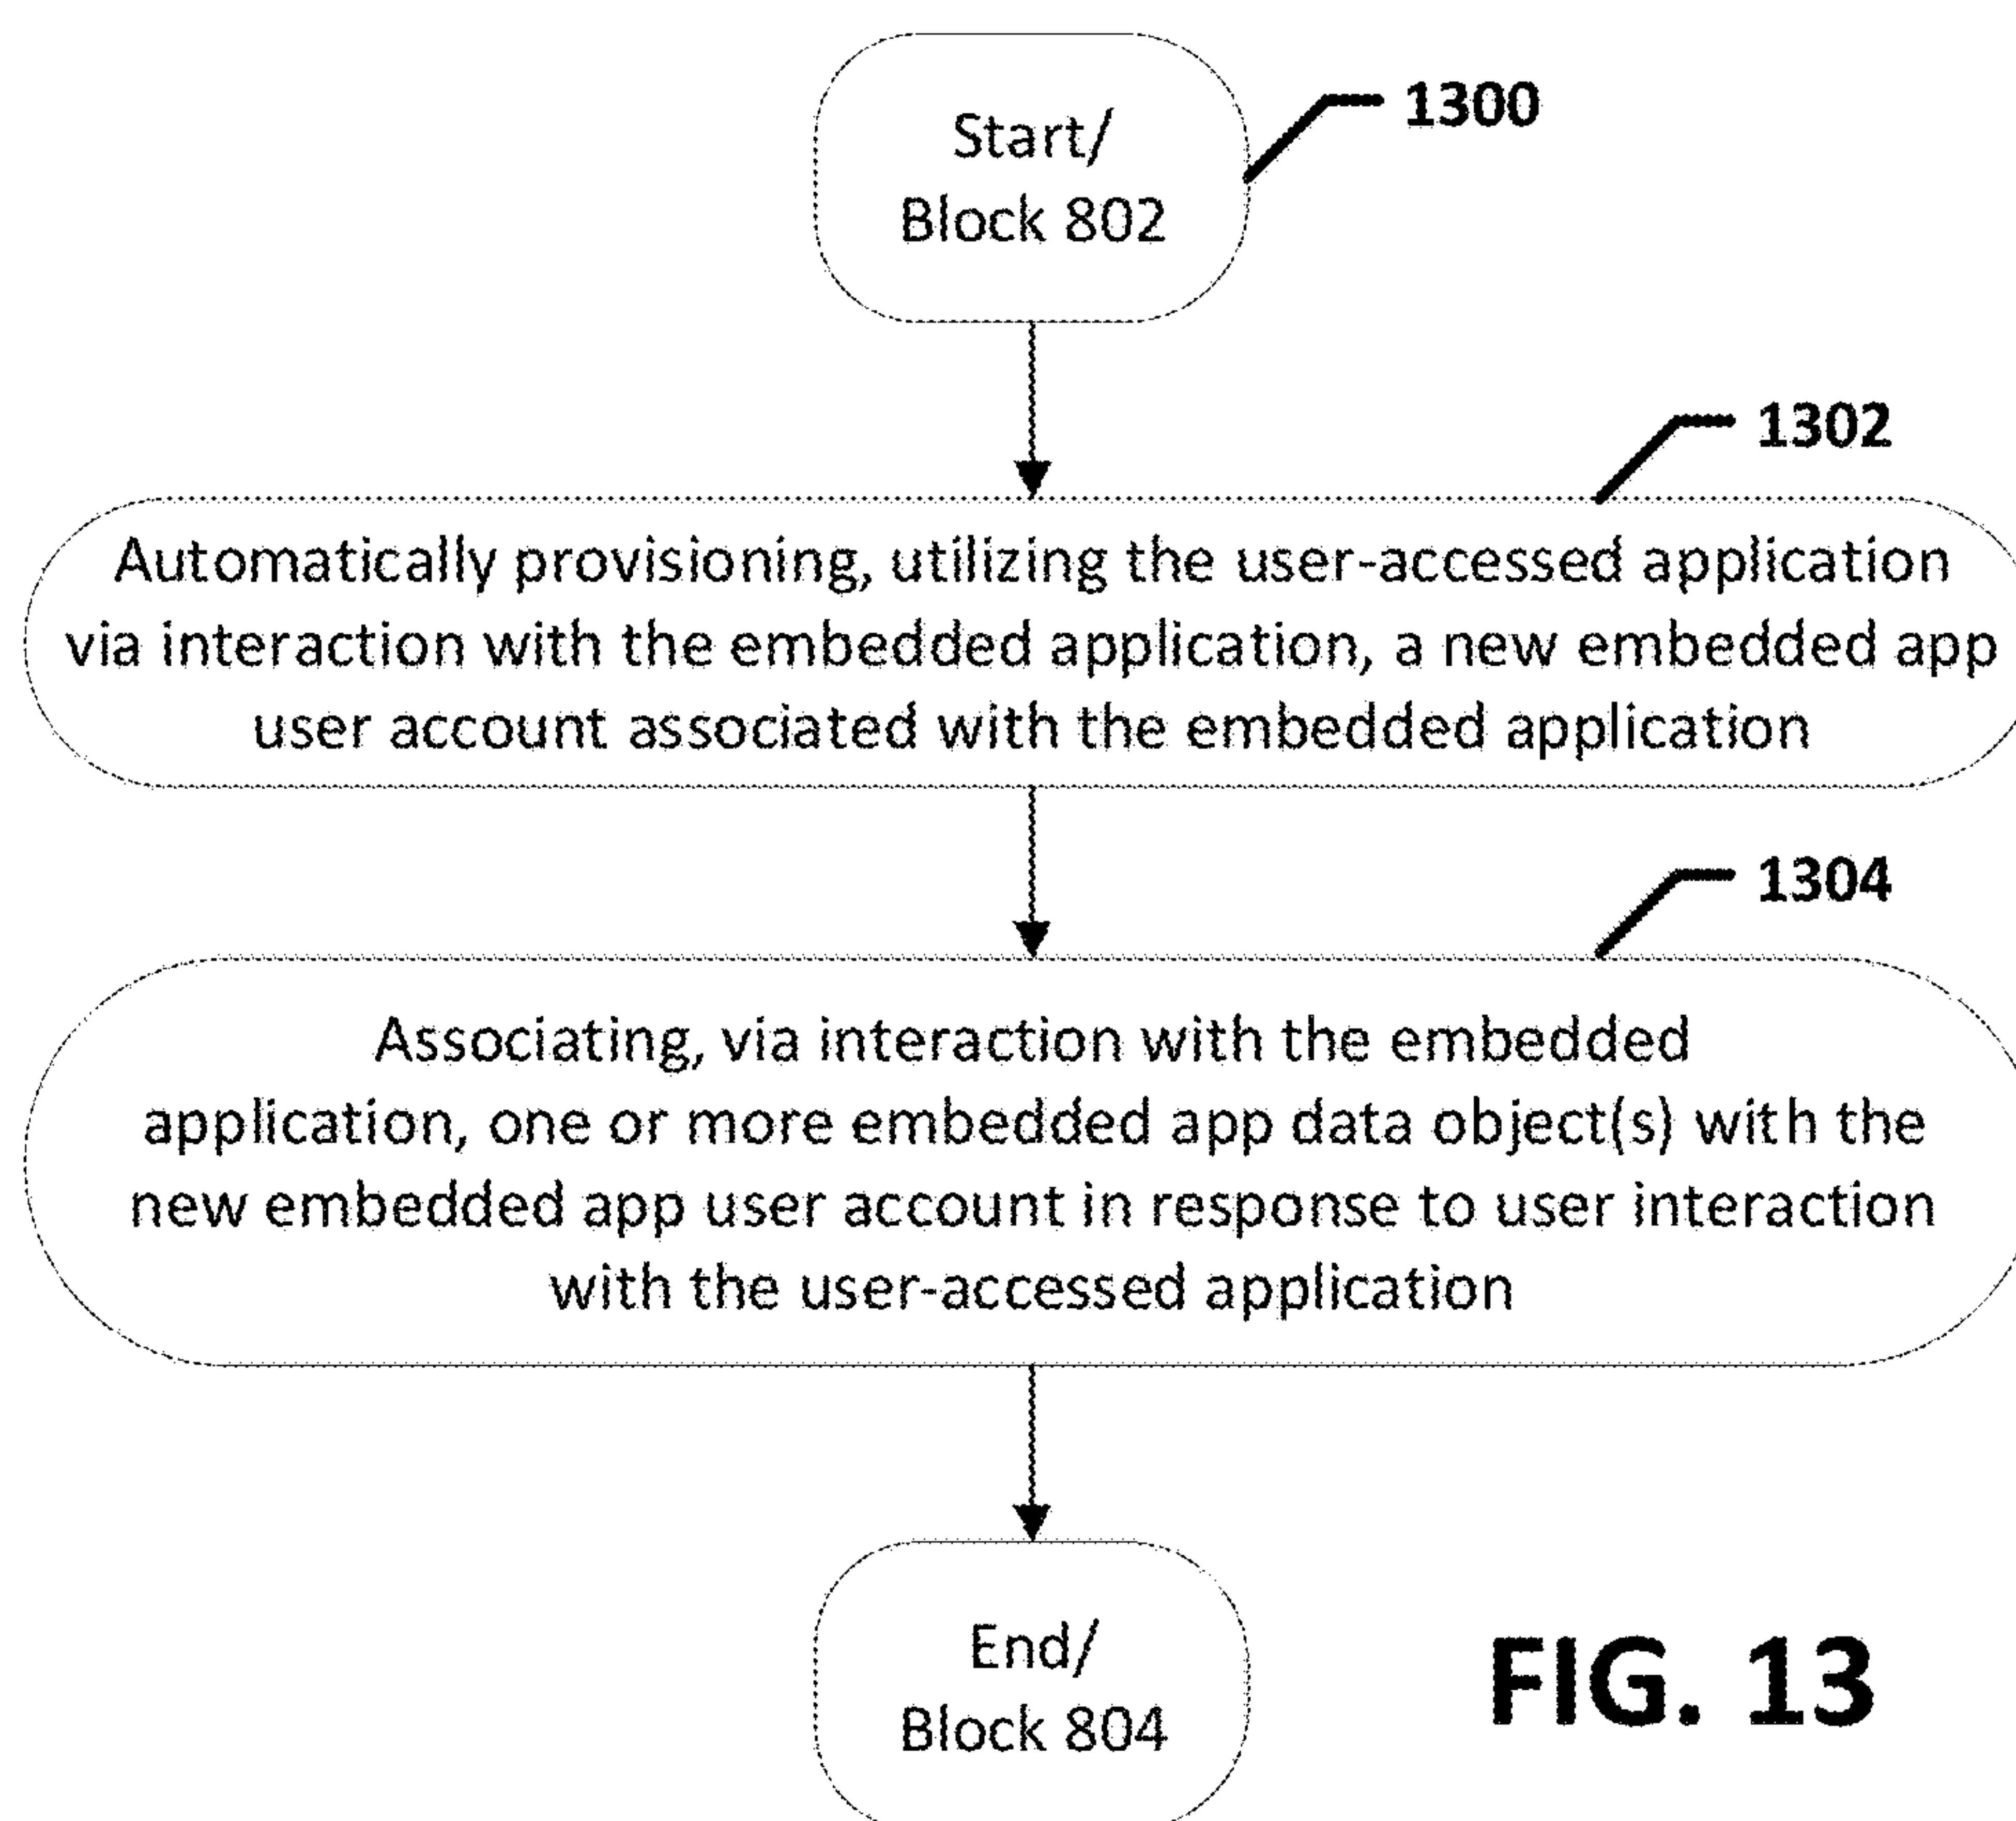 Start/
Block 802
1300
1302
Automatically provisioning, utilizing the user-accessed application
via interaction with the embedded application, a new embedded app
user account associated with the embedded application
1304
Associating, via interaction with the embedded
application, one or more embedded app data object(s) with the
new embedded app user account in response to user interaction
with the user-accessed application
End/
Block 804
FIG. 13